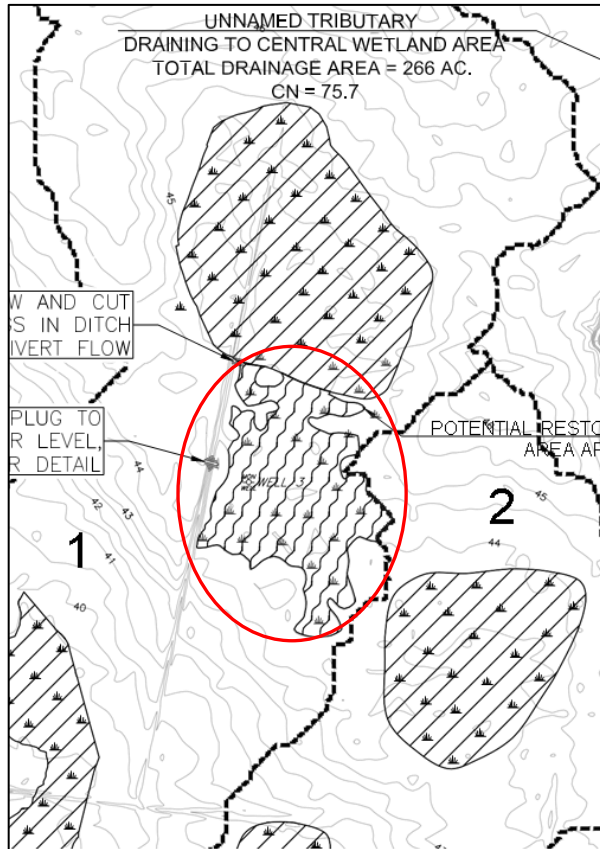 UNNAMED TRIBUTARY
DRAINING TO CENTRAL WETLAND AREA
TOTAL DRAINAGE AREA = 266 AC.
CN = 75.7
45
W AND CUT
S IN DITCH
IVERT FLOW
PLUG TO
R LEVEL,
R DETAIL
POTENTIAL RESTO
AREA AP
MON
WELL
WELL 3
44
42
43
41
40
1
2
45
44